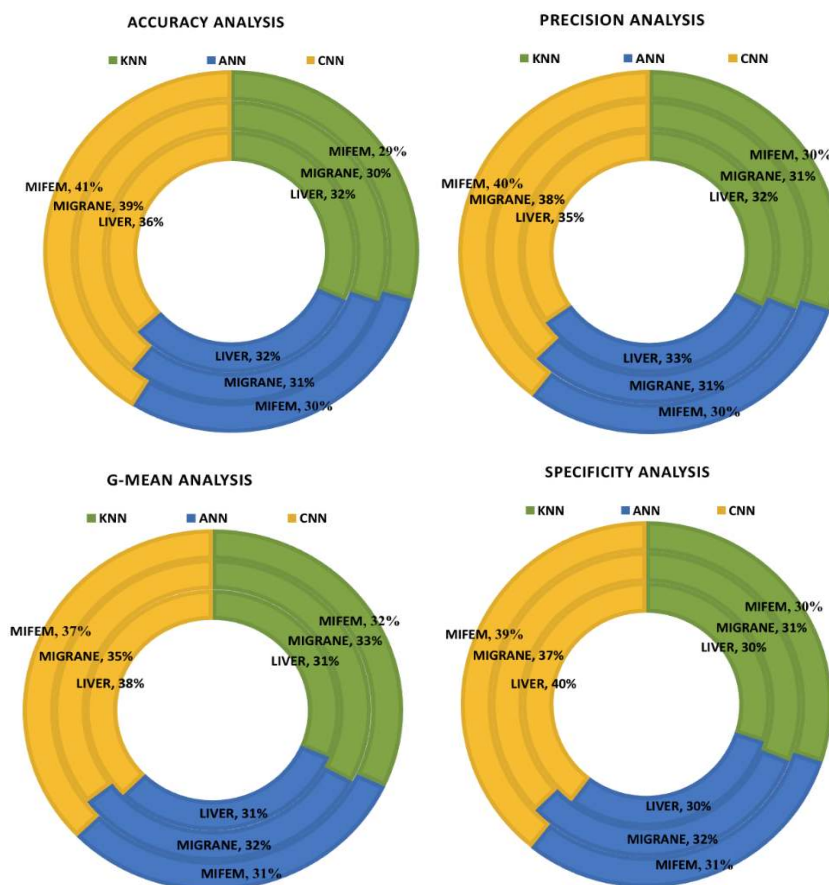 ACCURACY ANALYSIS
KNN ANN CNN
MIFEM, 29%
MIGRANE, 30%
LIVER, 32%
MIFEM, 41%
MIGRANE, 39%
LIVER, 36%
LIVER, 32%
MIGRANE, 31%
MIFEM, 30%
PRECISION ANALYSIS
KNN ANN CNN
MIFEM, 30%
MIGRANE, 31%
LIVER, 32%
MIFEM, 40%
MIGRANE, 38%
LIVER, 35%
LIVER, 33%
MIGRANE, 31%
MIFEM, 30%
G-MEAN ANALYSIS
KNN ANN CNN
MIFEM, 32%
MIGRANE, 33%
LIVER, 31%
MIFEM, 37%
MIGRANE, 35%
LIVER, 38%
LIVER, 31%
MIGRANE, 32%
MIFEM, 31%
SPECIFICITY ANALYSIS
KNN ANN CNN
MIFEM, 30%
MIGRANE, 31%
LIVER, 30%
MIFEM, 39%
MIGRANE, 37%
LIVER, 40%
LIVER, 30%
MIGRANE, 32%
MIFEM, 31%